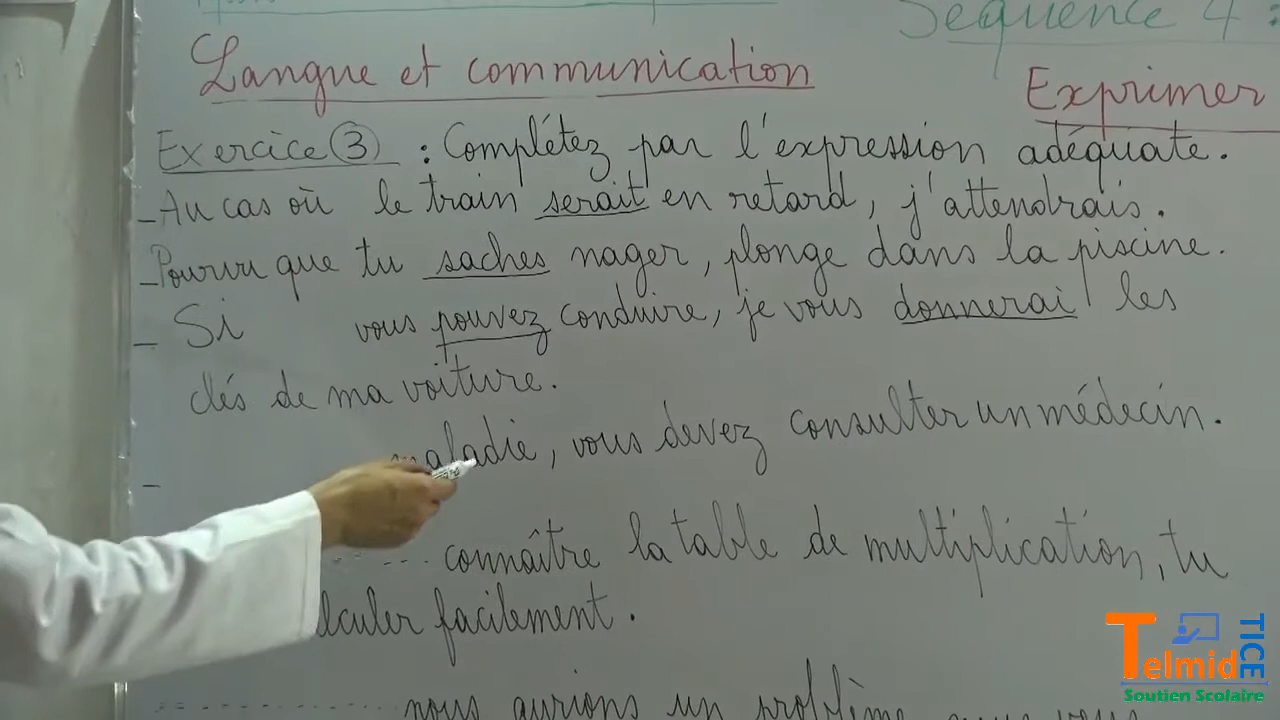 Séquence 4 :
Langue et communication
Exprimer
Exercice ③ : Complétez par l'expression adéquate.
- Au cas où le train serait en retard, j'attendrais.
- Pourvu que tu saches nager, plonge dans la piscine.
- Si vous pouvez conduire, je vous donnerai les
clés de ma voiture.
- maladie, vous devez consulter un médecin.
... connaître la table de multiplication, tu
lculer facilement.
............ nous aurions un problème
Telmid TICE
Soutien Scolaire